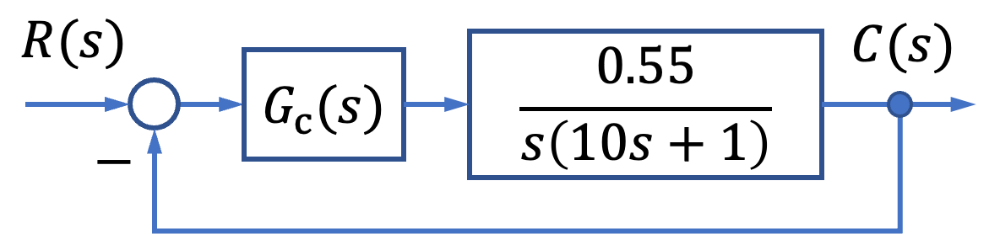 R(s)
−
G_c(s)
0.55
s(10s + 1)
C(s)